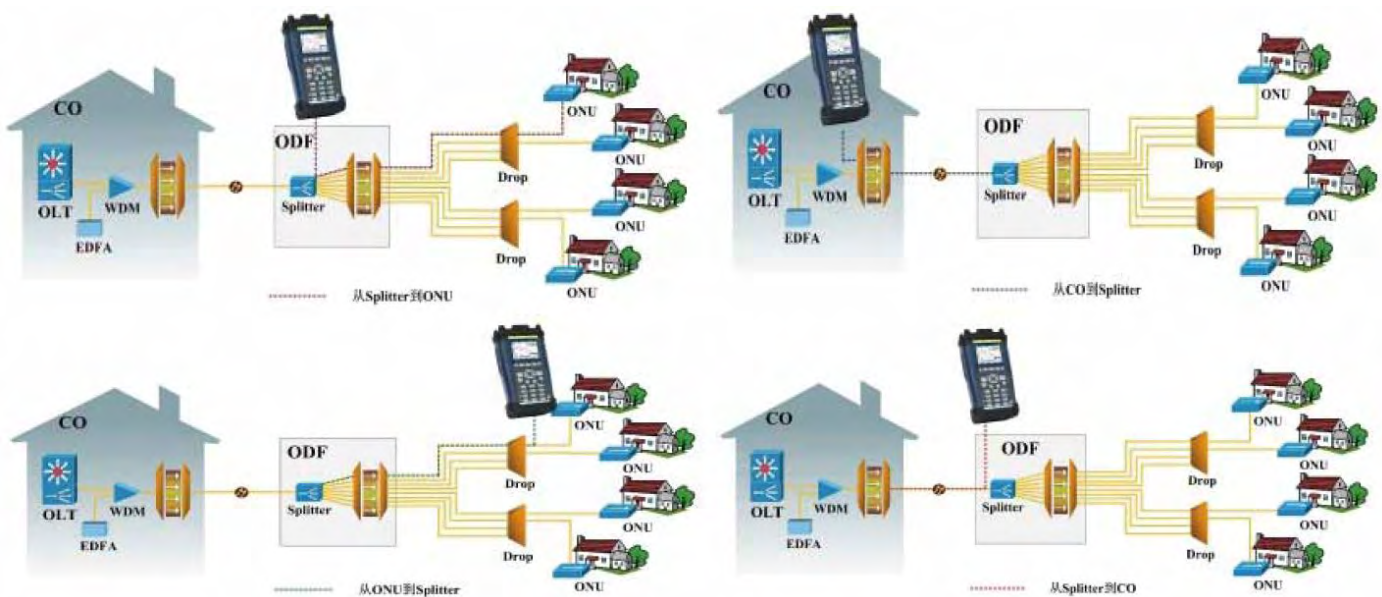 CO
ODF
ONU
OLT
WDM
EDFA
Splitter
Drop
ONU
ONU
Drop
ONU
从Splitter到ONU
CO
ODF
ONU
OLT
WDM
EDFA
Splitter
Drop
ONU
ONU
Drop
ONU
从CO到Splitter
CO
ODF
ONU
OLT
WDM
EDFA
Splitter
Drop
ONU
ONU
Drop
ONU
从ONU到Splitter
CO
ODF
ONU
OLT
WDM
EDFA
Splitter
Drop
ONU
ONU
Drop
ONU
从Splitter到CO